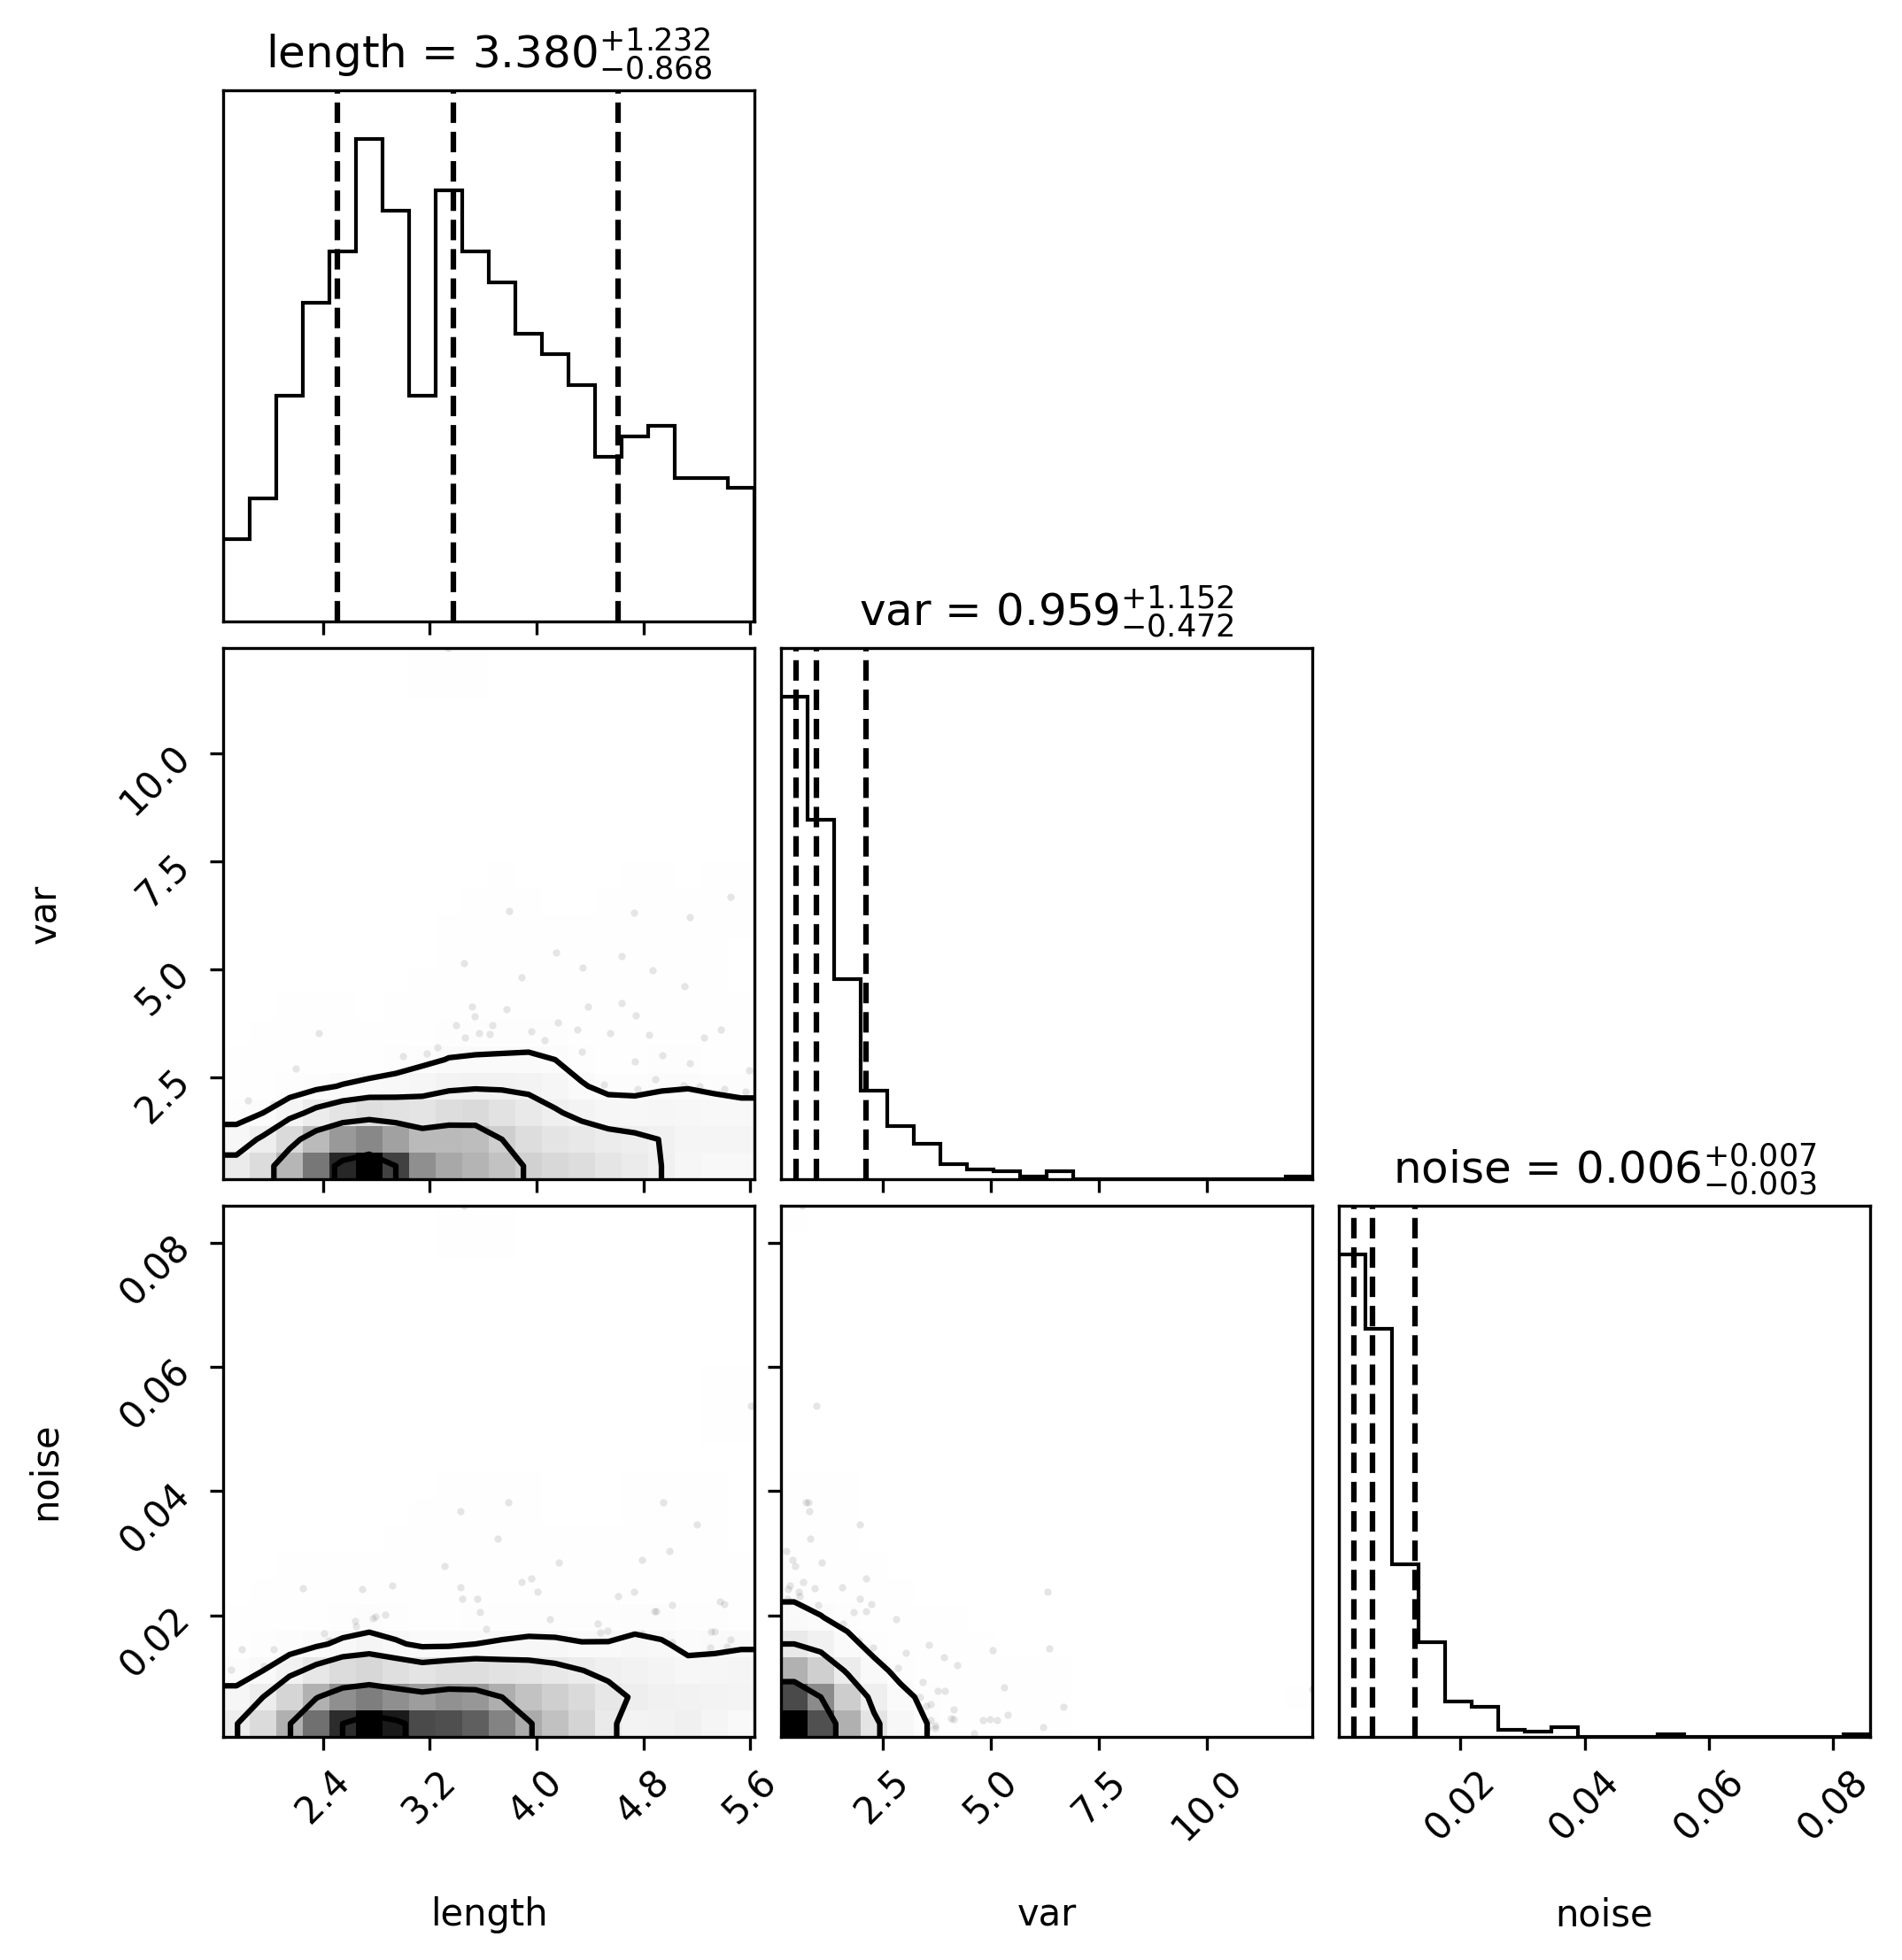 length = 3.380 +1.232 −0.868
var = 0.959 +1.152 −0.472
10.0
7.5
5.0
2.5
var
noise = 0.006 +0.007 −0.003
0.08
0.06
0.04
0.02
noise
2.4 3.2 4.0 4.8 5.6 2.5 5.0 7.5 10.0 0.02 0.04 0.06 0.08
length var noise